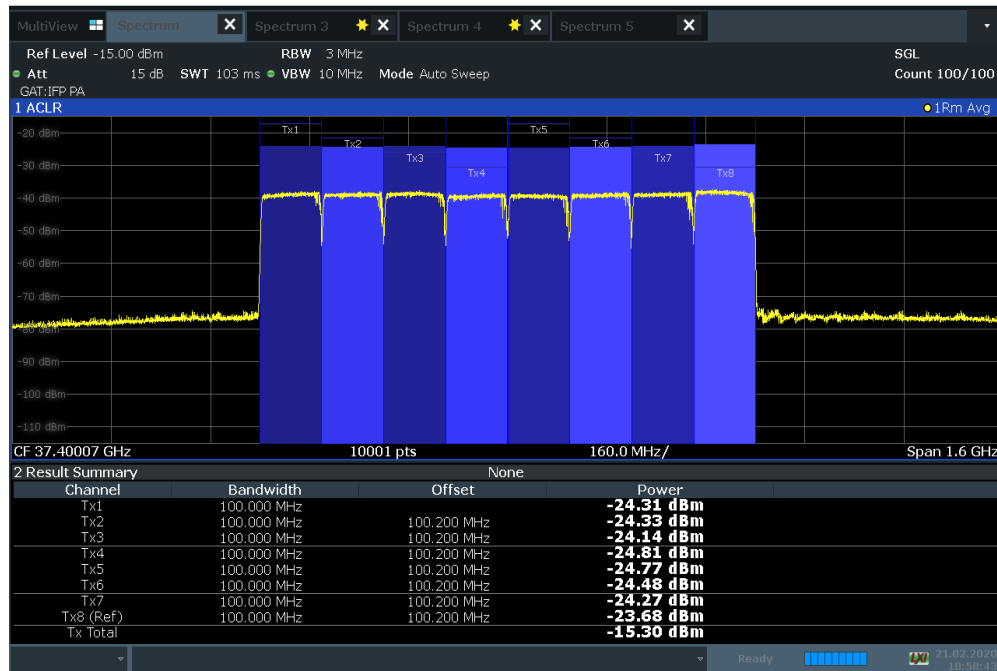 MultiView Spectrum X Spectrum 3 X Spectrum 4 X Spectrum 5 X
Ref Level -15.00 dBm RBW 3 MHz SGL
Att 15 dB SWT 103 ms VBW 10 MHz Mode Auto Sweep Count 100/100
GAT:IFP PA
1 ACLR 1Rm Avg
-20 dBm Tx1 Tx5
Tx2 Tx6
Tx3 Tx7
-30 dBm
Tx4 Tx8
-40 dBm
-50 dBm
-60 dBm
-70 dBm
-80 dBm
-90 dBm
-100 dBm
-110 dBm
CF 37.40007 GHz 10001 pts 160.0 MHz/ Span 1.6 GHz
2 Result Summary None
Channel Bandwidth Offset Power
Tx1 100.000 MHz -24.31 dBm
Tx2 100.000 MHz 100.200 MHz -24.33 dBm
Tx3 100.000 MHz 100.200 MHz -24.14 dBm
Tx4 100.000 MHz 100.200 MHz -24.81 dBm
Tx5 100.000 MHz 100.200 MHz -24.77 dBm
Tx6 100.000 MHz 100.200 MHz -24.48 dBm
Tx7 100.000 MHz 100.200 MHz -24.27 dBm
Tx8 (Ref) 100.000 MHz 100.200 MHz -23.68 dBm
Tx Total -15.30 dBm
Ready 21.02.2020